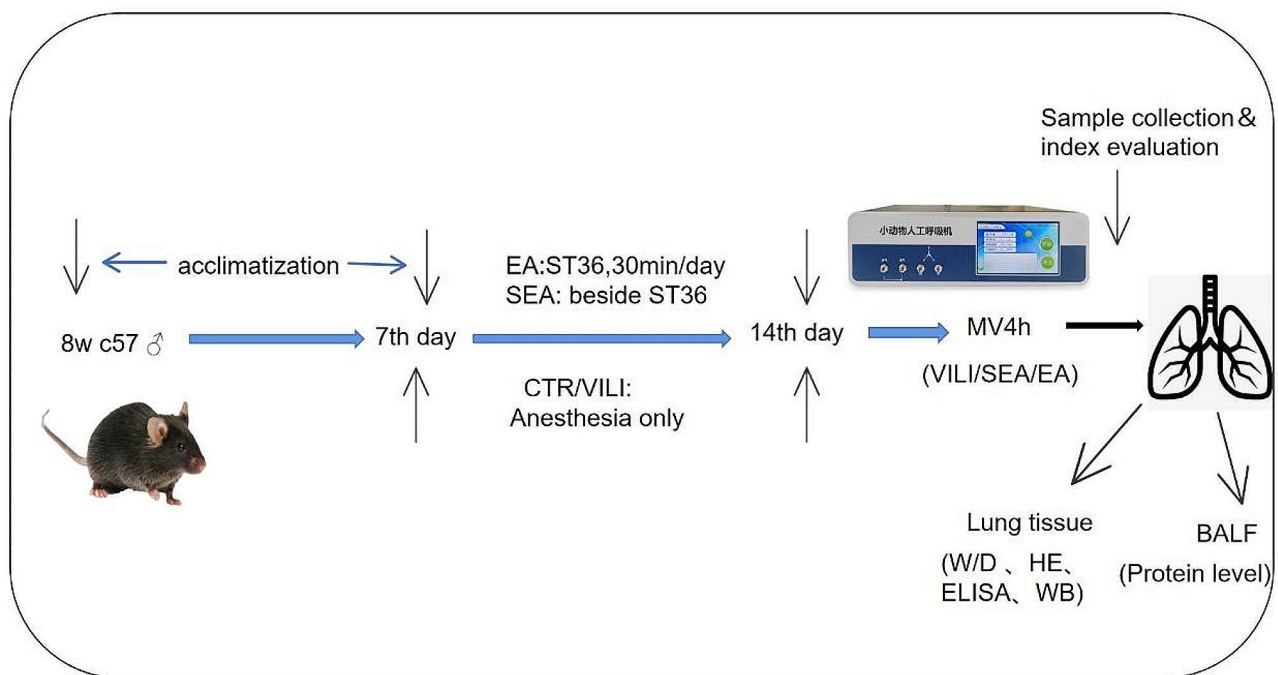 Sample collection &
index evaluation
小动物人工呼吸机
acclimatization
EA:ST36,30min/day
SEA: beside ST36
8w c57 ♂
7th day
14th day
MV4h
(VILI/SEA/EA)
CTR/VILI:
Anesthesia only
Lung tissue
(W/D 、HE、
ELISA、WB)
BALF
(Protein level)